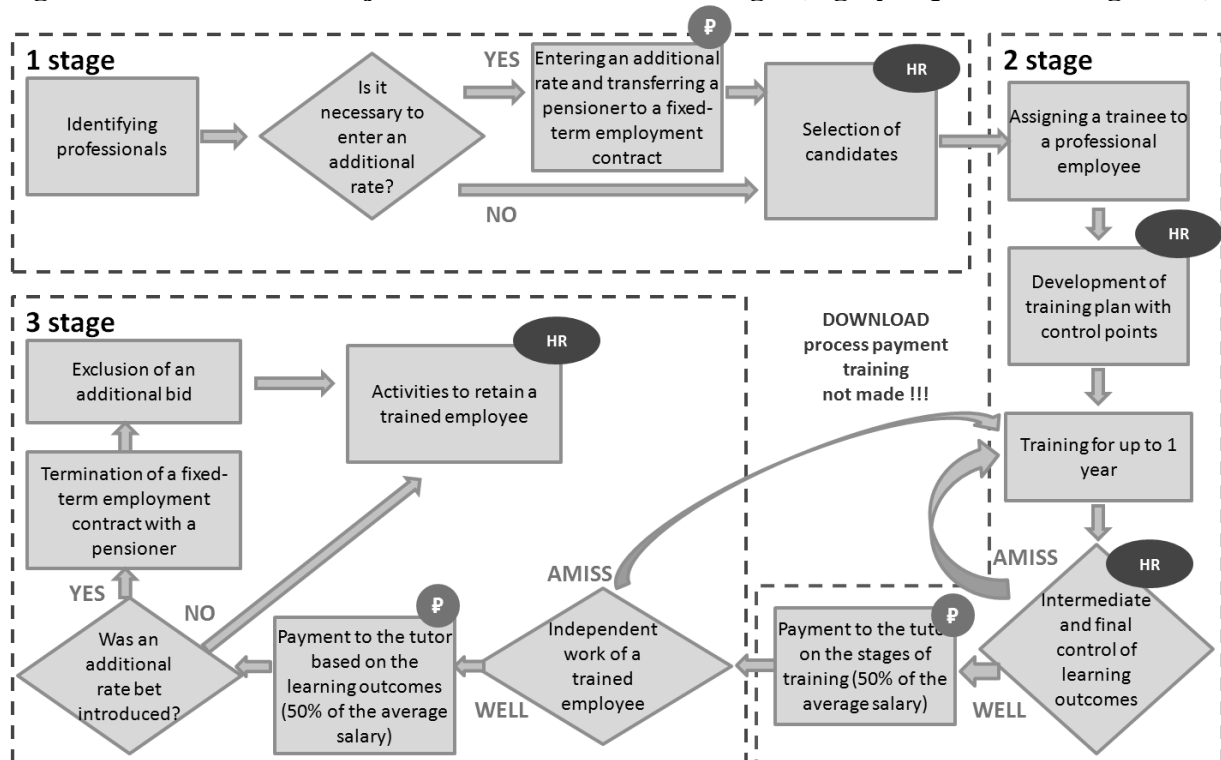 1 stage
Identifying
professionals
Is it
necessary to
enter an
additional
rate?
YES
NO
₽
Entering an additional
rate and transferring a
pensioner to a fixed-
term employment
contract
HR
Selection of
candidates
2 stage
Assigning a trainee to
a professional
employee
HR
Development of
training plan with
control points
Training for up to 1
year
AMISS
HR
Intermediate
and final
control of
learning
outcomes
WELL
₽
Payment to the tutor
on the stages of
training (50% of the
average salary)
DOWNLOAD
process payment
training
not made !!!
3 stage
AMISS
Independent
work of a
trained
employee
WELL
₽
Payment to the tutor
based on the
learning outcomes
(50% of the average
salary)
Was an
additional
rate bet
introduced?
YES
NO
Termination of a fixed-
term employment
contract with a
pensioner
Exclusion of an
additional bid
HR
Activities to retain a
trained employee